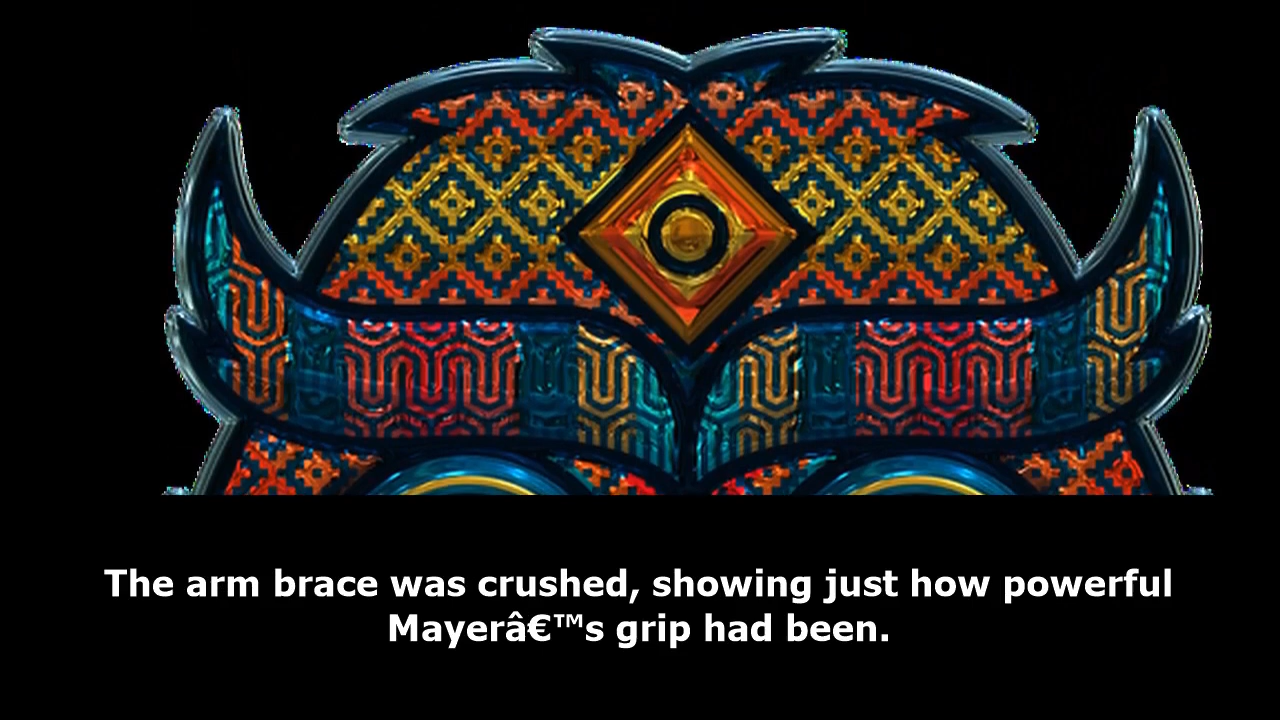 The arm brace was crushed, showing just how powerful
Mayerâ€™s grip had been.